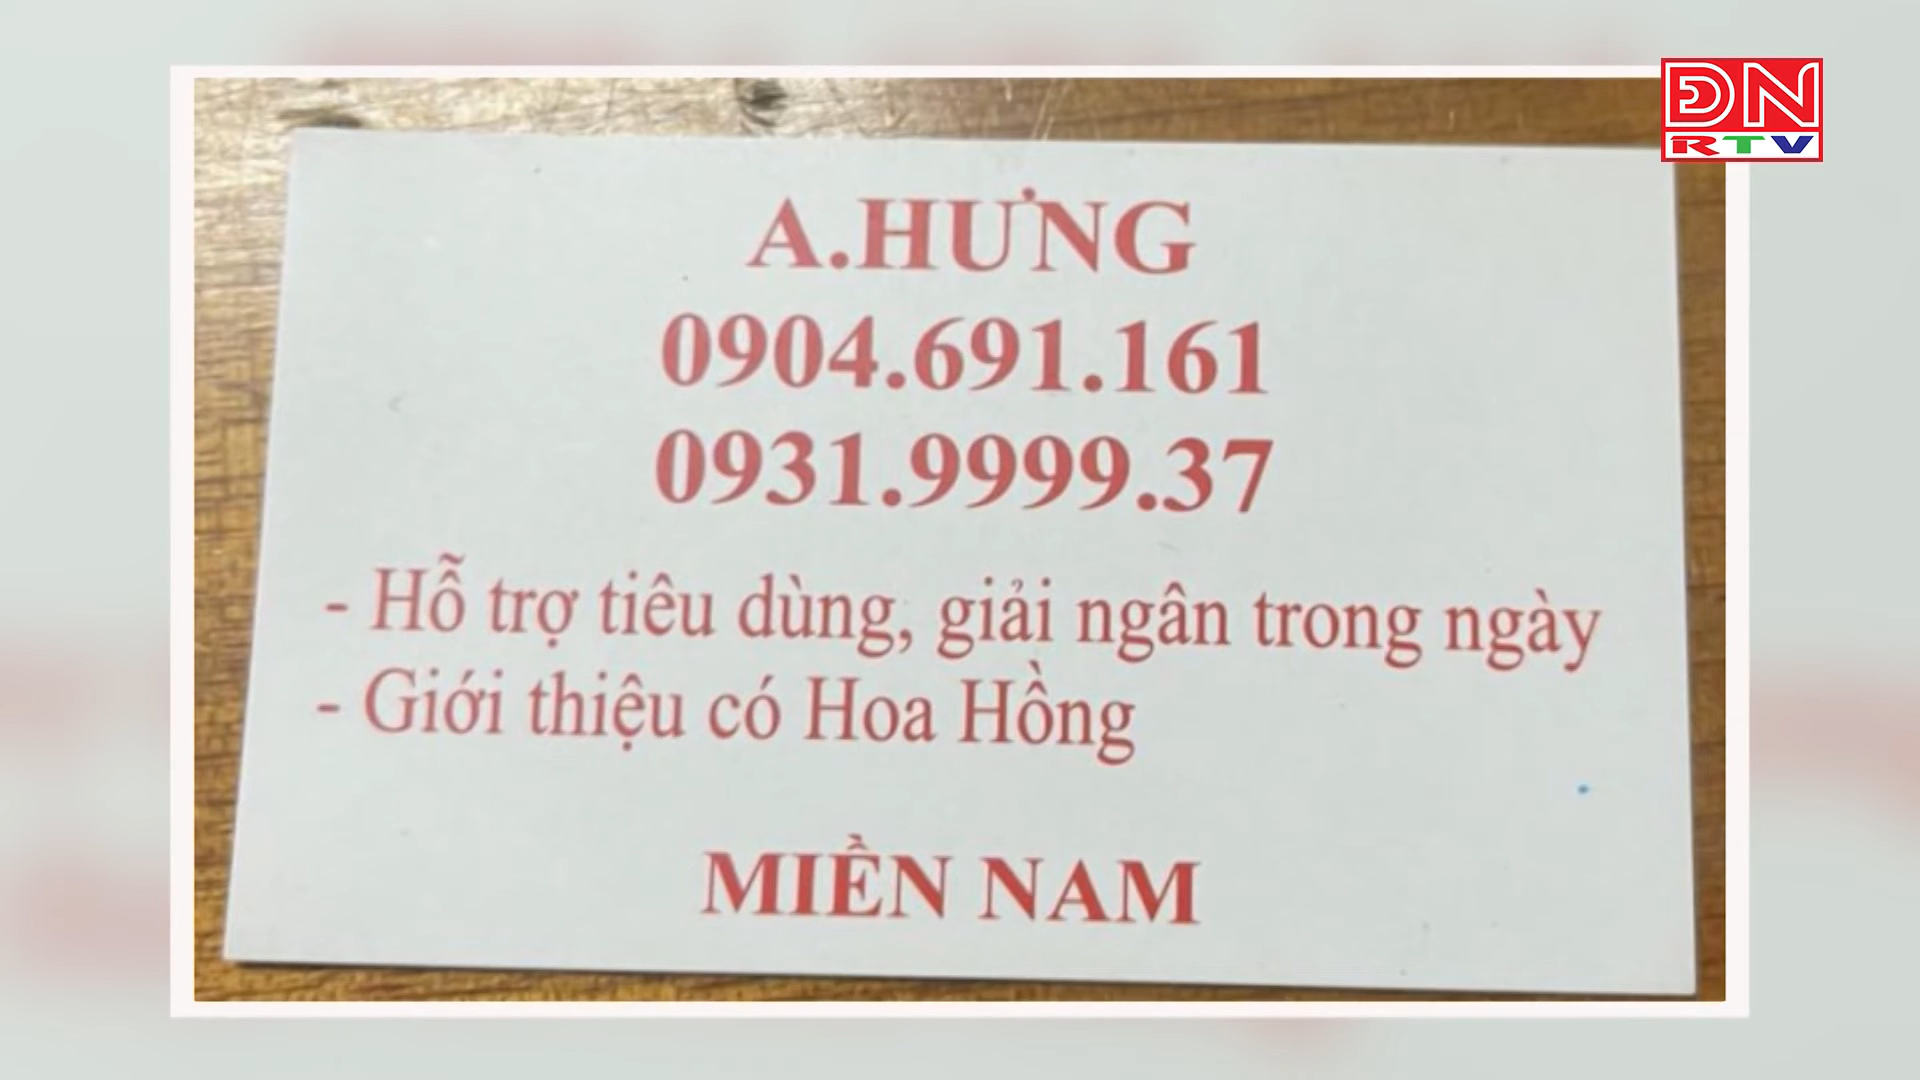 ĐN
RTV
A.HƯNG
0904.691.161
0931.9999.37
- Hỗ trợ tiêu dùng, giải ngân trong ngày
- Giới thiệu có Hoa Hồng
MIỀN NAM